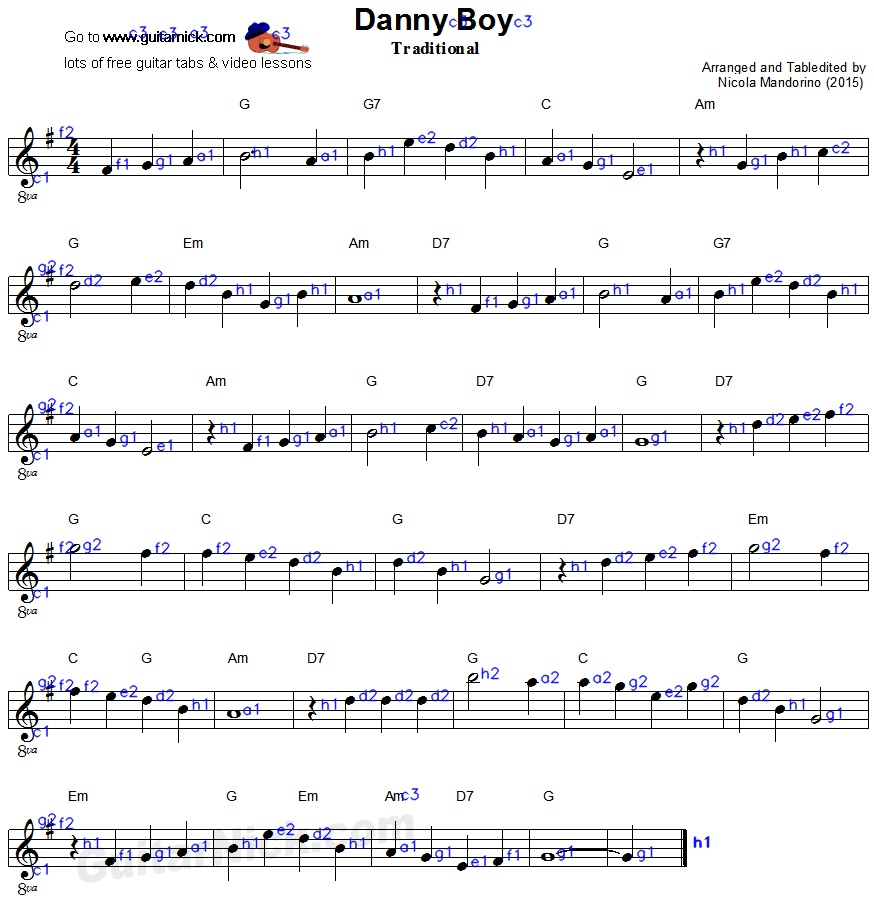 Danny Boy
c3 c3 c3 c3 c3 c3
Go to www.guitarnick.com
Traditional
lots of free guitar tabs & video lessons
Arranged and Tabledited by
Nicola Mandorino (2015)
G G7 C Am
f2 4 4 f1 g1 a1 h1 a1 h1 e2 d2 h1 a1 g1 e1 h1 g1 h1 c2
c1
8va
G Em Am D7 G G7
g2 f2 d2 e2 d2 h1 g1 h1 a1 h1 f1 g1 a1 h1 a1 h1 e2 d2 h1
c1
8va
C Am G D7 G D7
g2 f2 a1 g1 e1 h1 f1 g1 a1 h1 c2 h1 a1 g1 a1 g1 h1 d2 e2 f2
c1
8va
G C G D7 Em
f2 g2 f2 f2 e2 d2 h1 d2 h1 g1 h1 d2 e2 f2 g2 f2
c1
8va
C G Am D7 G C G
g2 f2 f2 e2 d2 h1 a1 h1 d2 d2 d2 h2 a2 a2 g2 e2 g2 d2 h1 g1
c1
8va
Em G Em Am c3 D7 G
g2 f2 h1 f1 g1 a1 h1 e2 d2 h1 a1 g1 e1 f1 g1 g1 h1
c1
8va
GuitarNick.com